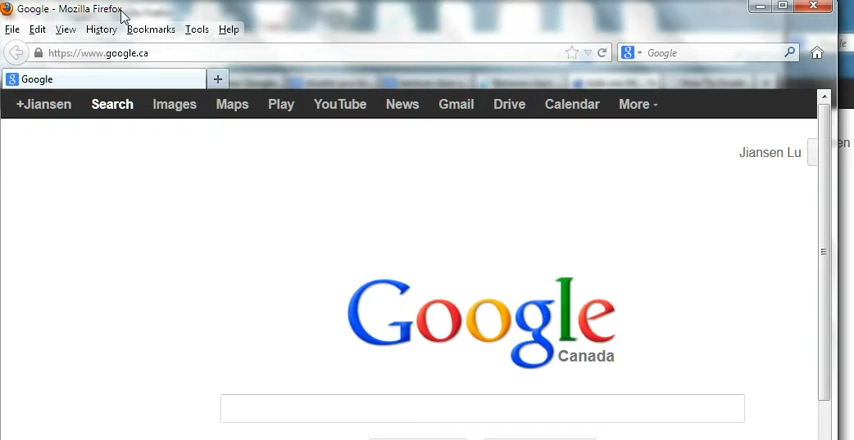 Google - Mozilla Firefox
File Edit View History Bookmarks Tools Help
https://www.google.ca
Google
Google
+Jiansen Search Images Maps Play YouTube News Gmail Drive Calendar More
Jiansen Lu
Google
Canada